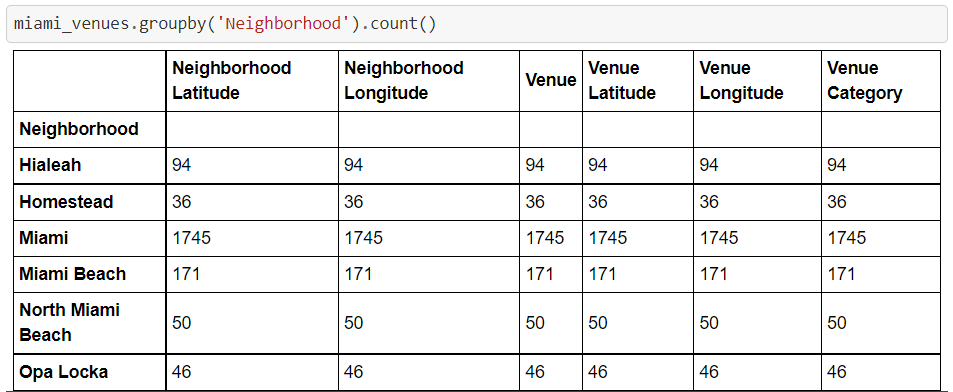 miami_venues.groupby('Neighborhood').count()
Neighborhood Latitude Neighborhood Longitude Venue Venue Latitude Venue Longitude Venue Category
Neighborhood
Hialeah 94 94 94 94 94 94
Homestead 36 36 36 36 36 36
Miami 1745 1745 1745 1745 1745 1745
Miami Beach 171 171 171 171 171 171
North Miami Beach 50 50 50 50 50 50
Opa Locka 46 46 46 46 46 46